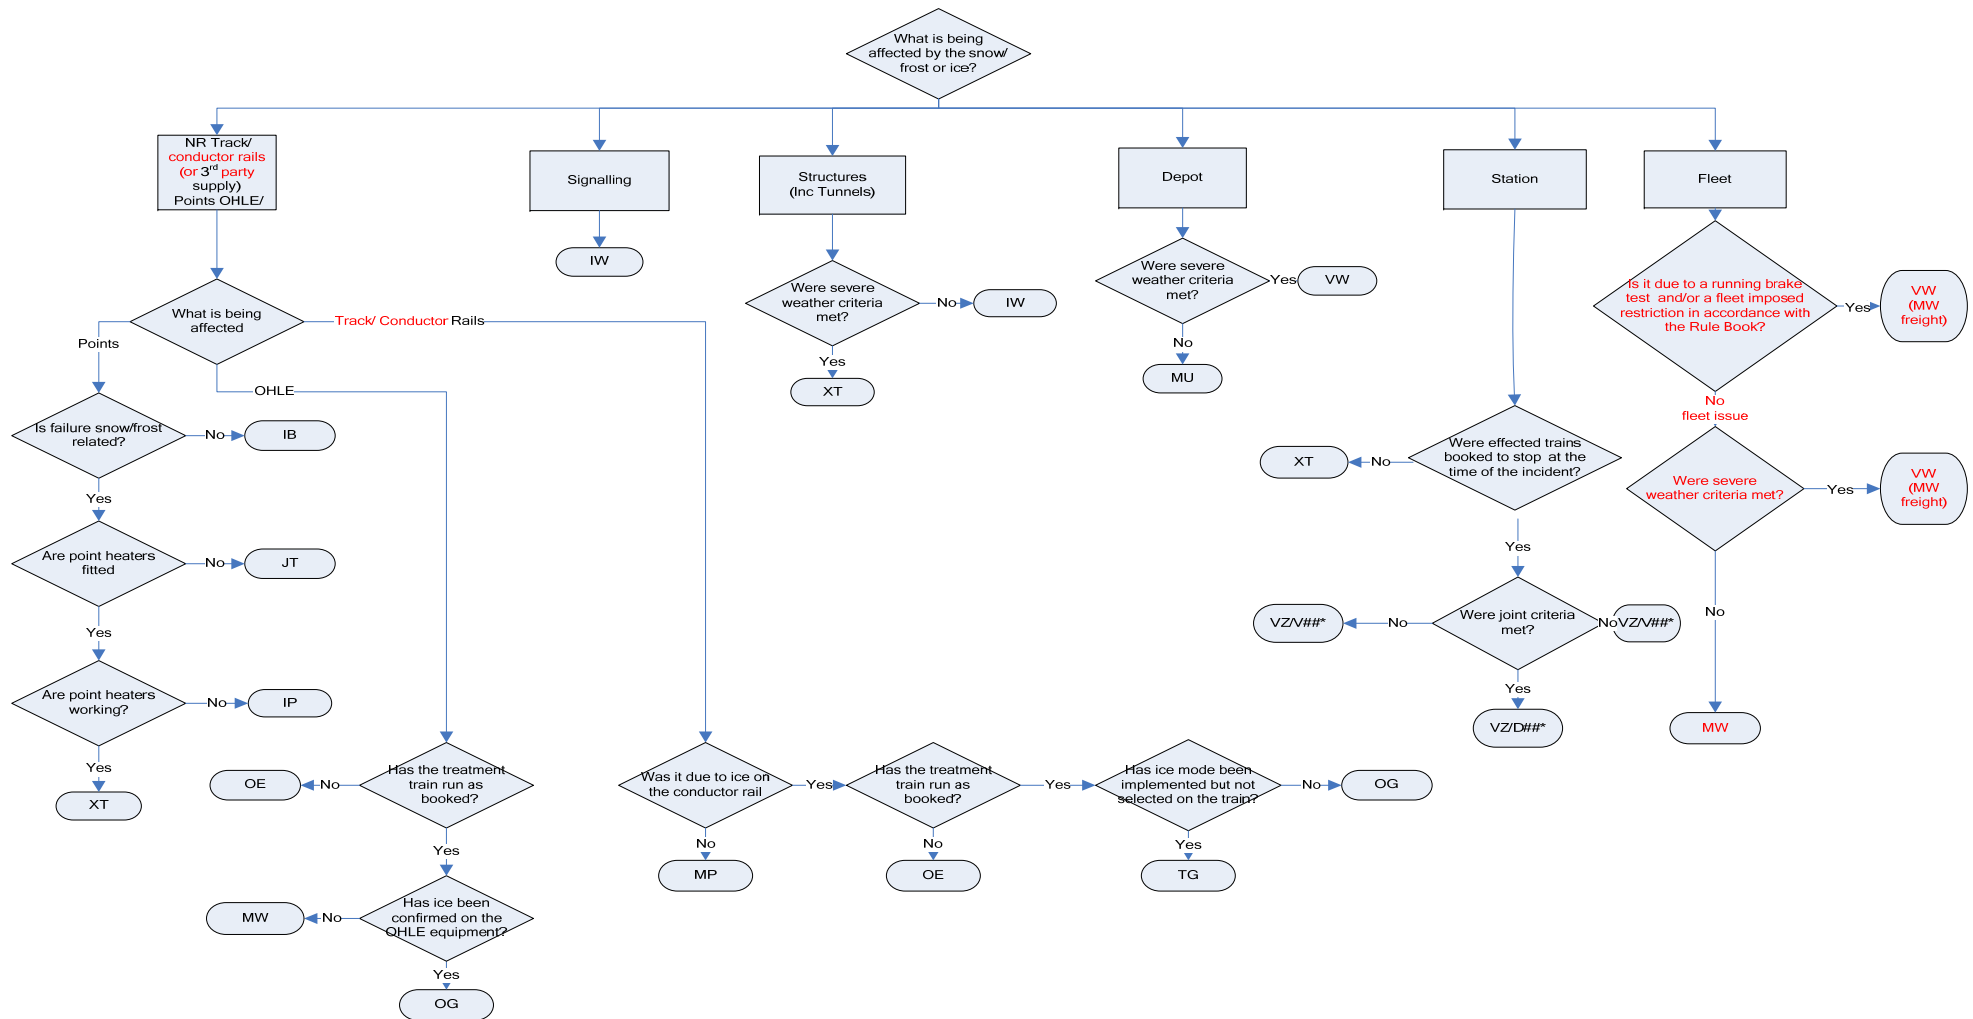 What is being
affected by the snow/
frost or ice?
NR Track/
conductor rails
(or 3rd party
supply)
Points OHLE/
Signalling
Structures
(Inc Tunnels)
Depot
Station
Fleet
IW
Were severe
weather criteria
met?
No
IW
Yes
XT
Were severe
weather criteria
met?
Yes
VW
No
MU
Is it due to a running brake
test and/or a fleet imposed
restriction in accordance with
the Rule Book?
Yes
VW
(MW
freight)
No
fleet issue
Were severe
weather criteria met?
Yes
VW
(MW
freight)
No
MW
What is being
affected
Track/ Conductor Rails
Points
OHLE
Is failure snow/frost
related?
No
IB
Yes
Are point heaters
fitted
No
JT
Yes
Are point heaters
working?
No
IP
Yes
XT
Were effected trains
booked to stop at the
time of the incident?
No
XT
Yes
Were joint criteria
met?
No
VZ/V##*
No
VZ/V##*
Yes
VZ/D##*
Has the treatment
train run as
booked?
No
OE
Yes
Has ice been
confirmed on the
OHLE equipment?
No
MW
Yes
OG
Was it due to ice on
the conductor rail
Yes
No
MP
Has the treatment
train run as
booked?
Yes
No
OE
Has ice mode been
implemented but not
selected on the train?
No
OG
Yes
TG